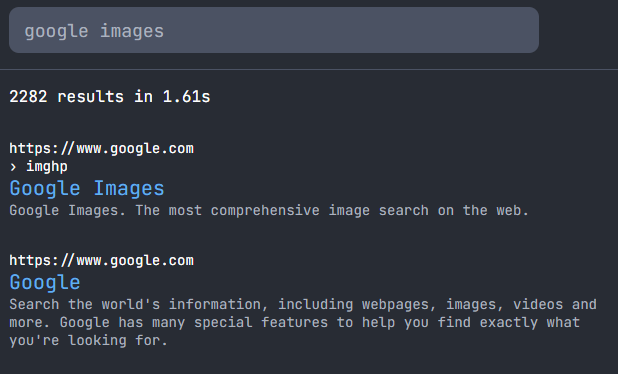 google images
2282 results in 1.61s
https://www.google.com
› imghp
Google Images
Google Images. The most comprehensive image search on the web.
https://www.google.com
Google
Search the world's information, including webpages, images, videos and
more. Google has many special features to help you find exactly what
you're looking for.